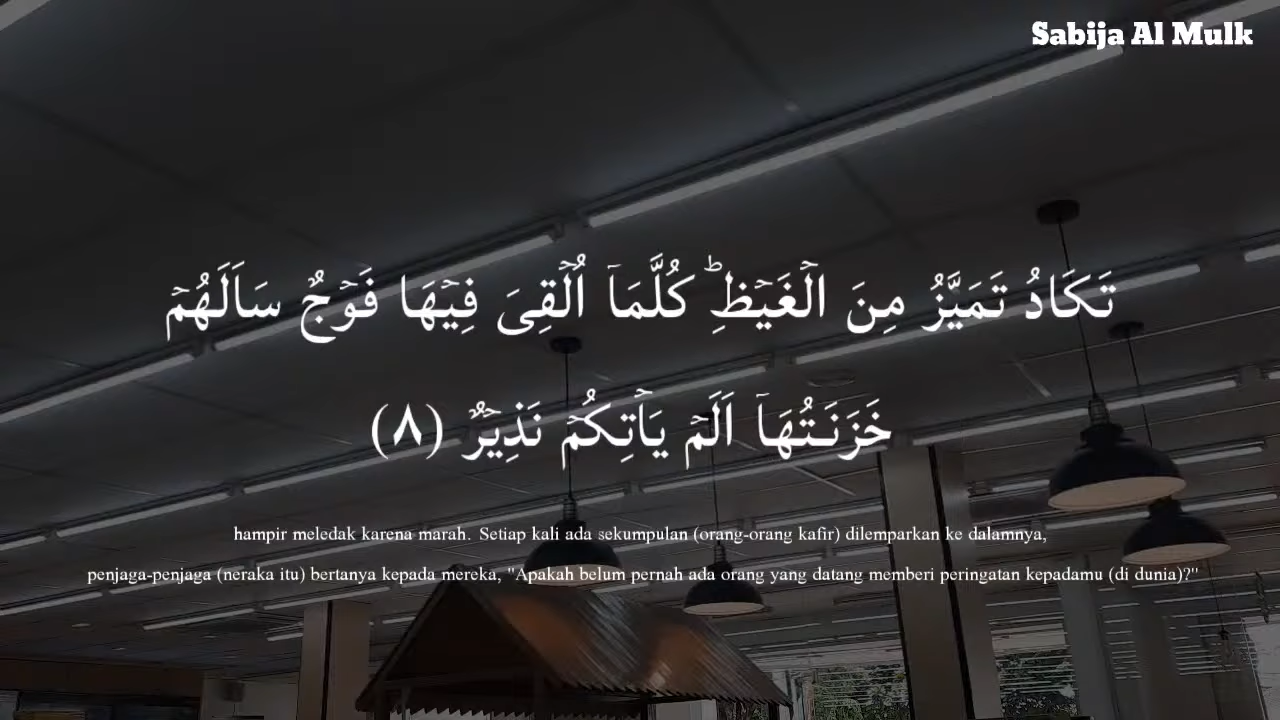 Sabija Al Mulk
تَكَادُ تَمَيَّزُ مِنَ الْغَيْظِۗ كُلَّمَآ اُلْقِيَ فِيْهَا فَوْجٌ سَاَلَهُمْ
خَزَنَتُهَآ اَلَمْ يَأْتِكُمْ نَذِيْرٌ (٨)
hampir meledak karena marah. Setiap kali ada sekumpulan (orang-orang kafir) dilemparkan ke dalamnya,
penjaga-penjaga (neraka itu) bertanya kepada mereka, "Apakah belum pernah ada orang yang datang memberi peringatan kepadamu (di dunia)?"